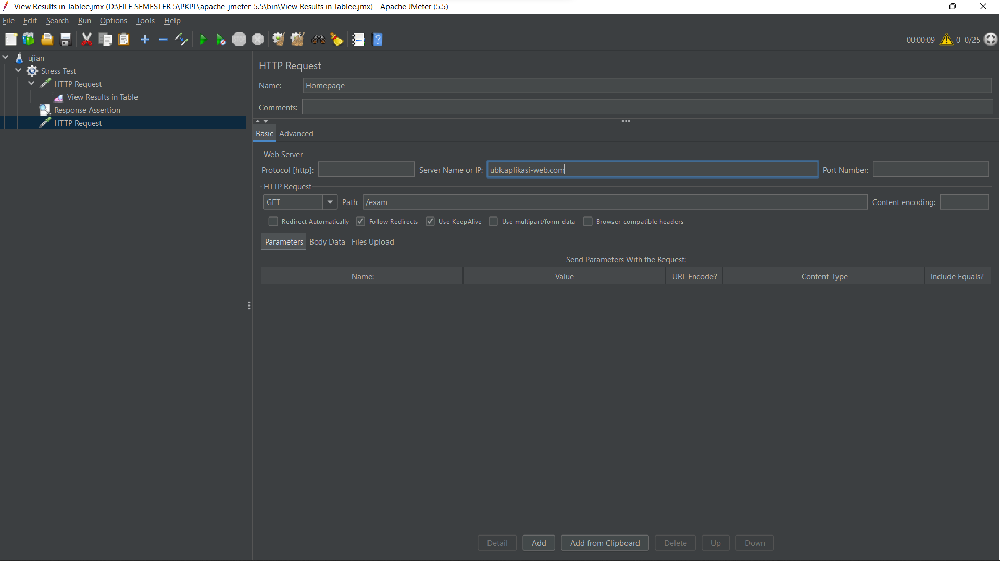 View Results in Tablee.jmx (D:\FILE SEMESTER 5\PKPL\apache-jmeter-5.5\bin\View Results in Tablee.jmx) - Apache JMeter (5.5)
File Edit Search Run Options Tools Help
STOP 00:00:09 0 0/25
ujian
Stress Test
HTTP Request
View Results in Table
Response Assertion
HTTP Request
HTTP Request
Name: Homepage
Comments:
Basic Advanced
Web Server
Protocol [http]: Server Name or IP: ubk.aplikasi-web.com Port Number:
HTTP Request
GET Path: /exam Content encoding:
Redirect Automatically Follow Redirects Use KeepAlive Use multipart/form-data Browser-compatible headers
Parameters Body Data Files Upload
Send Parameters With the Request:
Name: Value URL Encode? Content-Type Include Equals?
Detail Add Add from Clipboard Delete Up Down